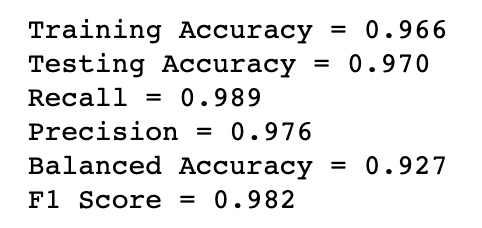 Training Accuracy = 0.966
Testing Accuracy = 0.970
Recall = 0.989
Precision = 0.976
Balanced Accuracy = 0.927
F1 Score = 0.982